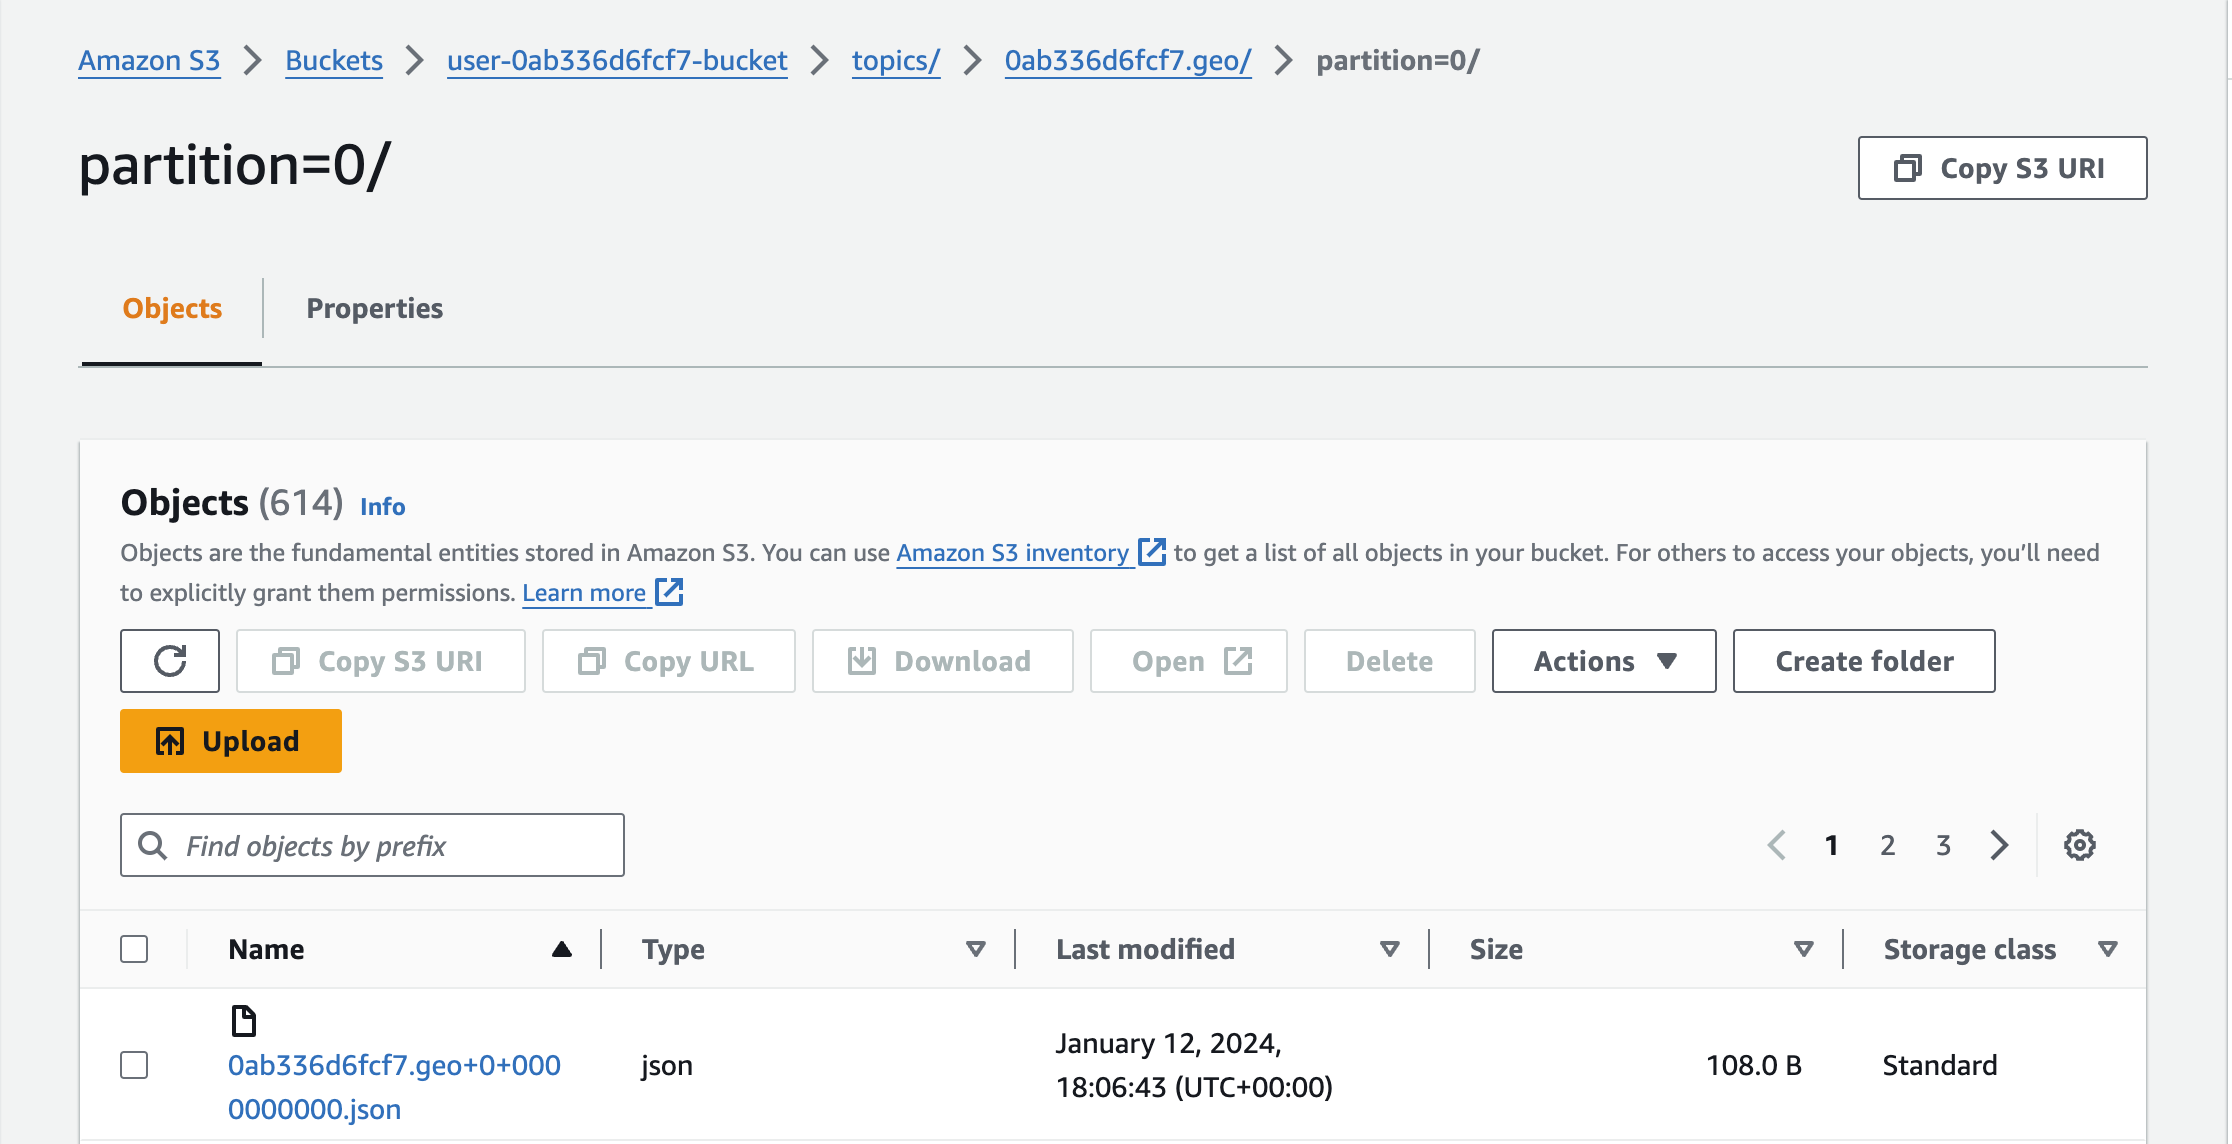 Amazon S3 > Buckets > user-0ab336d6fcf7-bucket > topics/ > 0ab336d6fcf7.geo/ > partition=0/
partition=0/
Copy S3 URI
Objects
Properties
Objects (614) Info
Objects are the fundamental entities stored in Amazon S3. You can use Amazon S3 inventory to get a list of all objects in your bucket. For others to access your objects, you’ll need
to explicitly grant them permissions. Learn more
Copy S3 URI
Copy URL
Download
Open
Delete
Actions
Create folder
Upload
Find objects by prefix
1 2 3
Name
Type
Last modified
Size
Storage class
0ab336d6fcf7.geo+0+000
0000000.json
json
January 12, 2024,
18:06:43 (UTC+00:00)
108.0 B
Standard